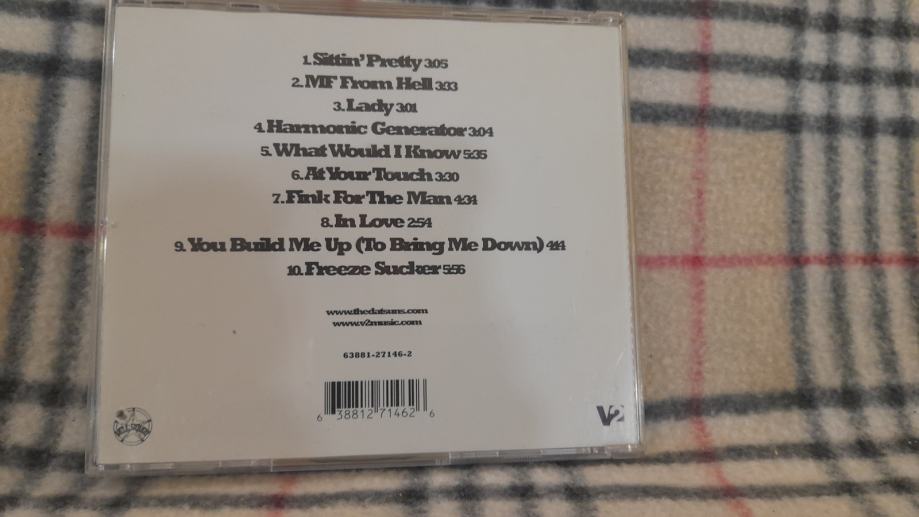 1. Sittin' Pretty 3:05
2. MF From Hell 3:33
3. Lady 3:01
4. Harmonic Generator 3:04
5. What Would I Know 5:35
6. At Your Touch 3:30
7. Fink For The Man 4:34
8. In Love 2:54
9. You Build Me Up (To Bring Me Down) 4:14
10. Freeze Sucker 5:56
www.thedatsuns.com
www.v2music.com
63881-27146-2
6 38812 71462 6
V2